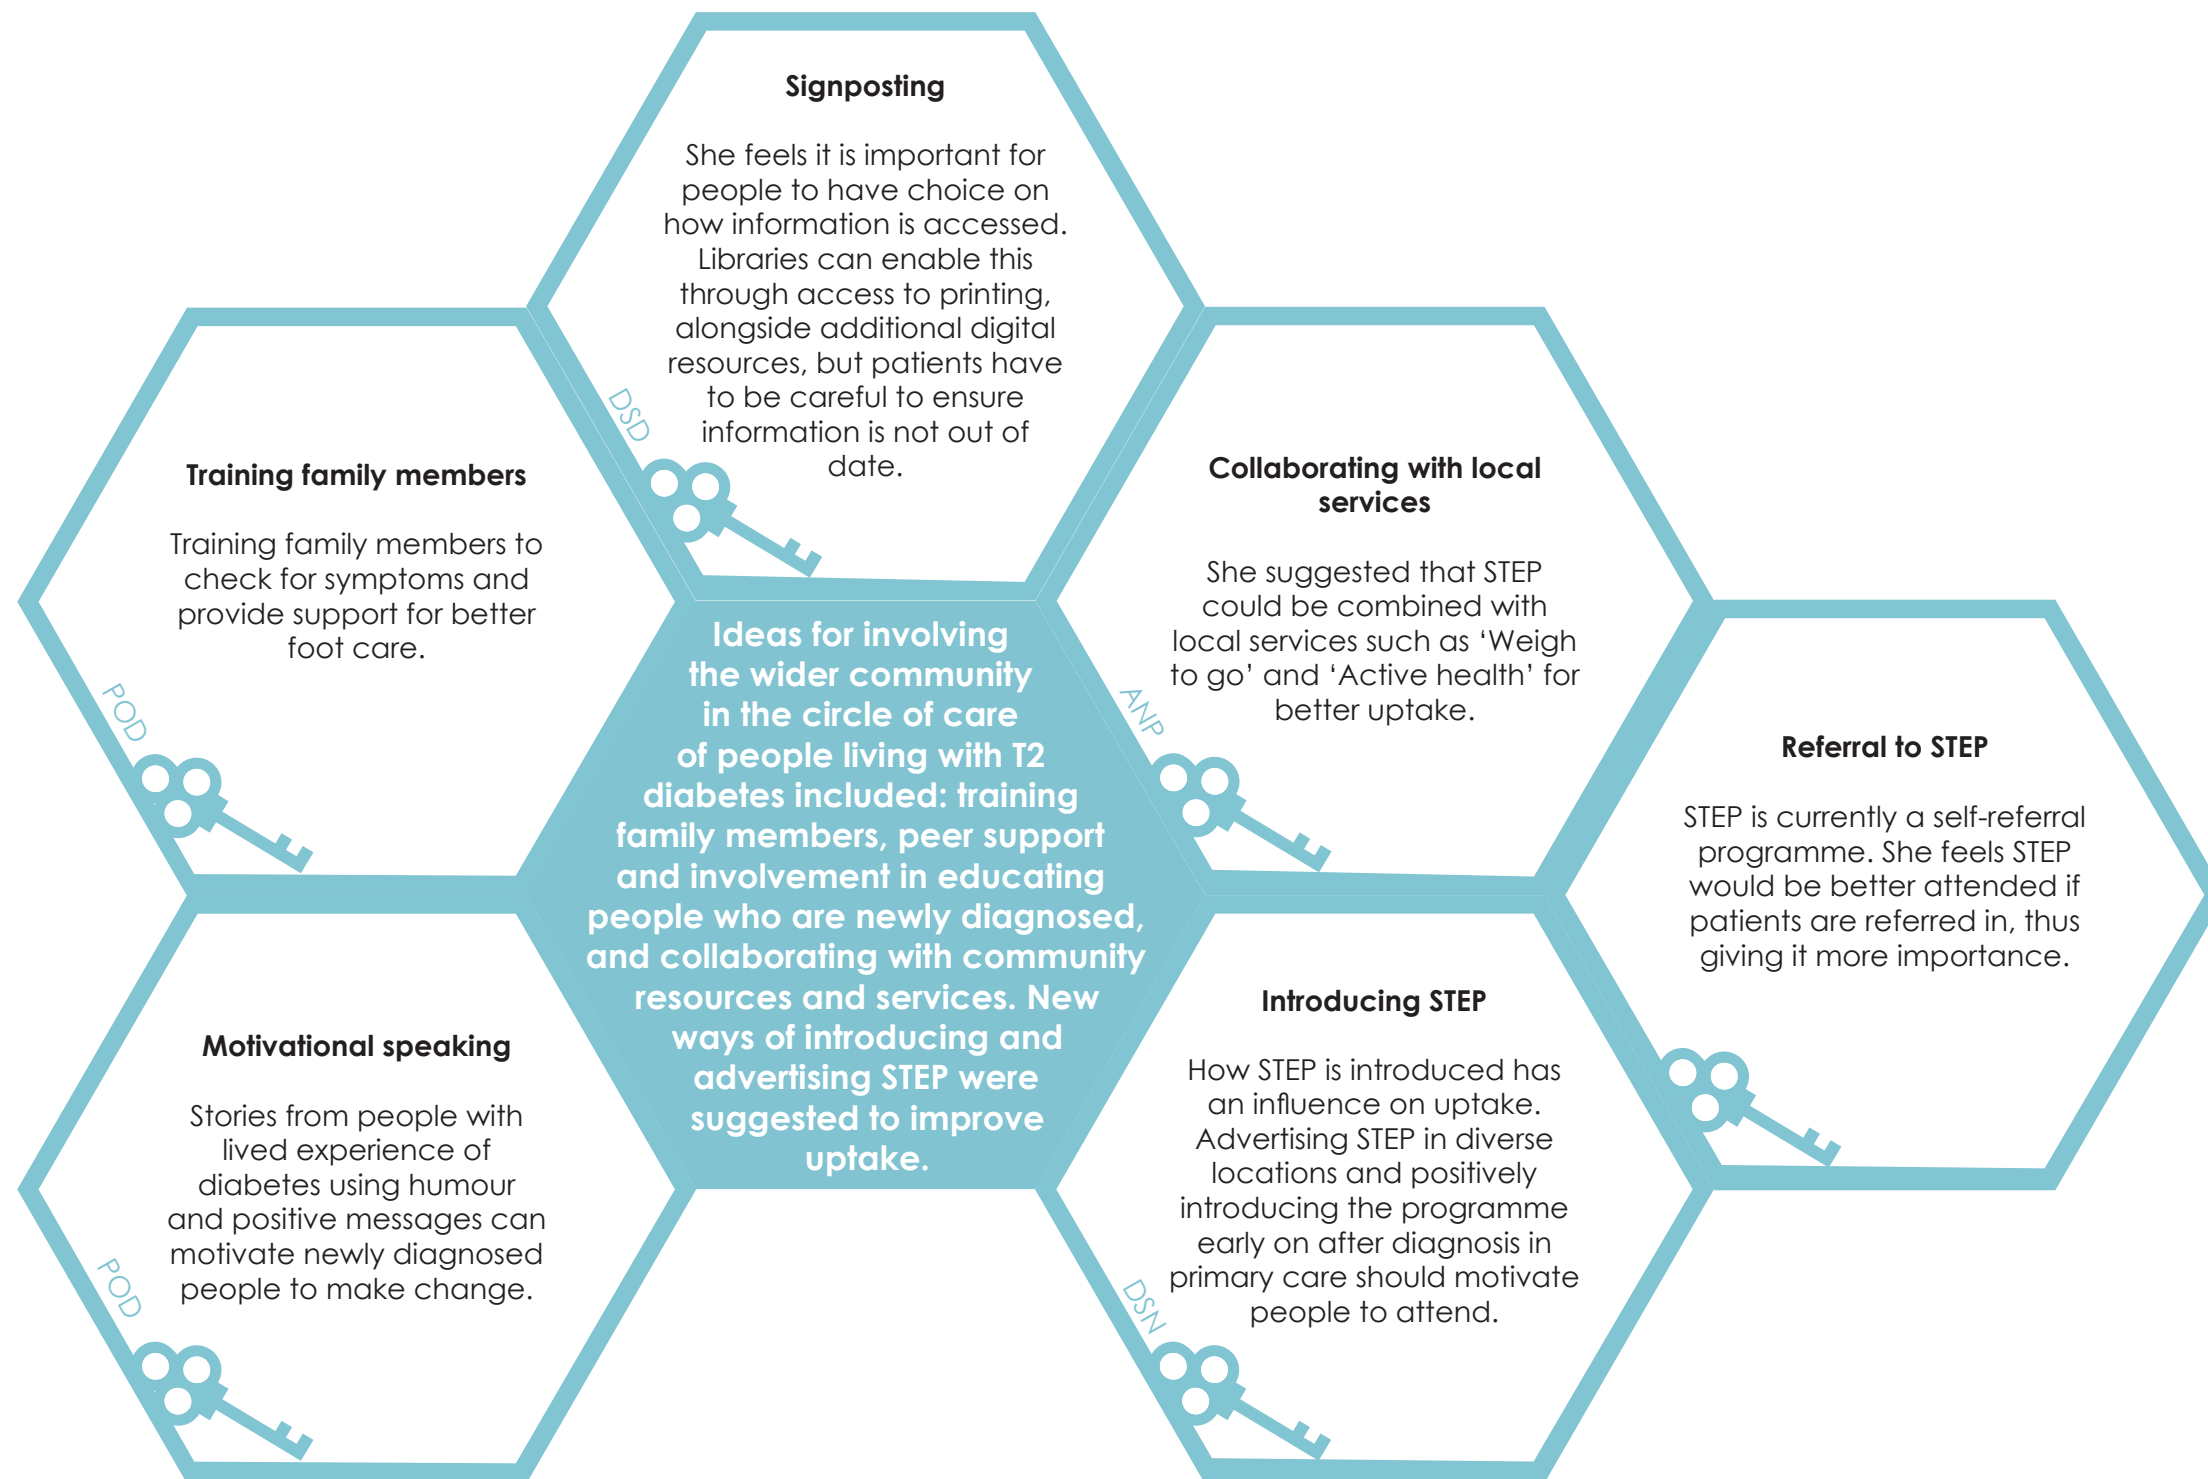 Signposting
She feels it is important for
people to have choice on
how information is accessed.
Libraries can enable this
through access to printing,
alongside additional digital
resources, but patients have
to be careful to ensure
information is not out of
date.
DSD
Training family members
Training family members to
check for symptoms and
provide support for better
foot care.
POD
Collaborating with local
services
She suggested that STEP
could be combined with
local services such as ‘Weigh
to go’ and ‘Active health’ for
better uptake.
ANP
Ideas for involving
the wider community
in the circle of care
of people living with T2
diabetes included: training
family members, peer support
and involvement in educating
people who are newly diagnosed,
and collaborating with community
resources and services. New
ways of introducing and
advertising STEP were
suggested to improve
uptake.
Referral to STEP
STEP is currently a self-referral
programme. She feels STEP
would be better attended if
patients are referred in, thus
giving it more importance.
Motivational speaking
Stories from people with
lived experience of
diabetes using humour
and positive messages can
motivate newly diagnosed
people to make change.
POD
Introducing STEP
How STEP is introduced has
an influence on uptake.
Advertising STEP in diverse
locations and positively
introducing the programme
early on after diagnosis in
primary care should motivate
people to attend.
DSN